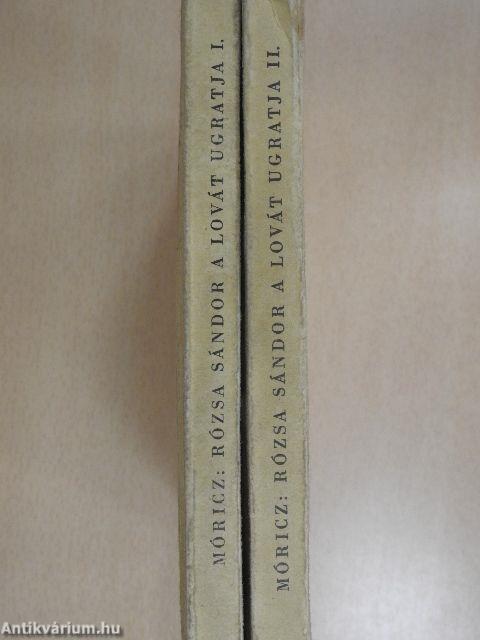 MÓRICZ: RÓZSA SÁNDOR A LOVÁT UGRATJA I.
MÓRICZ: RÓZSA SÁNDOR A LOVÁT UGRATJA II.
Antikvárium.hu